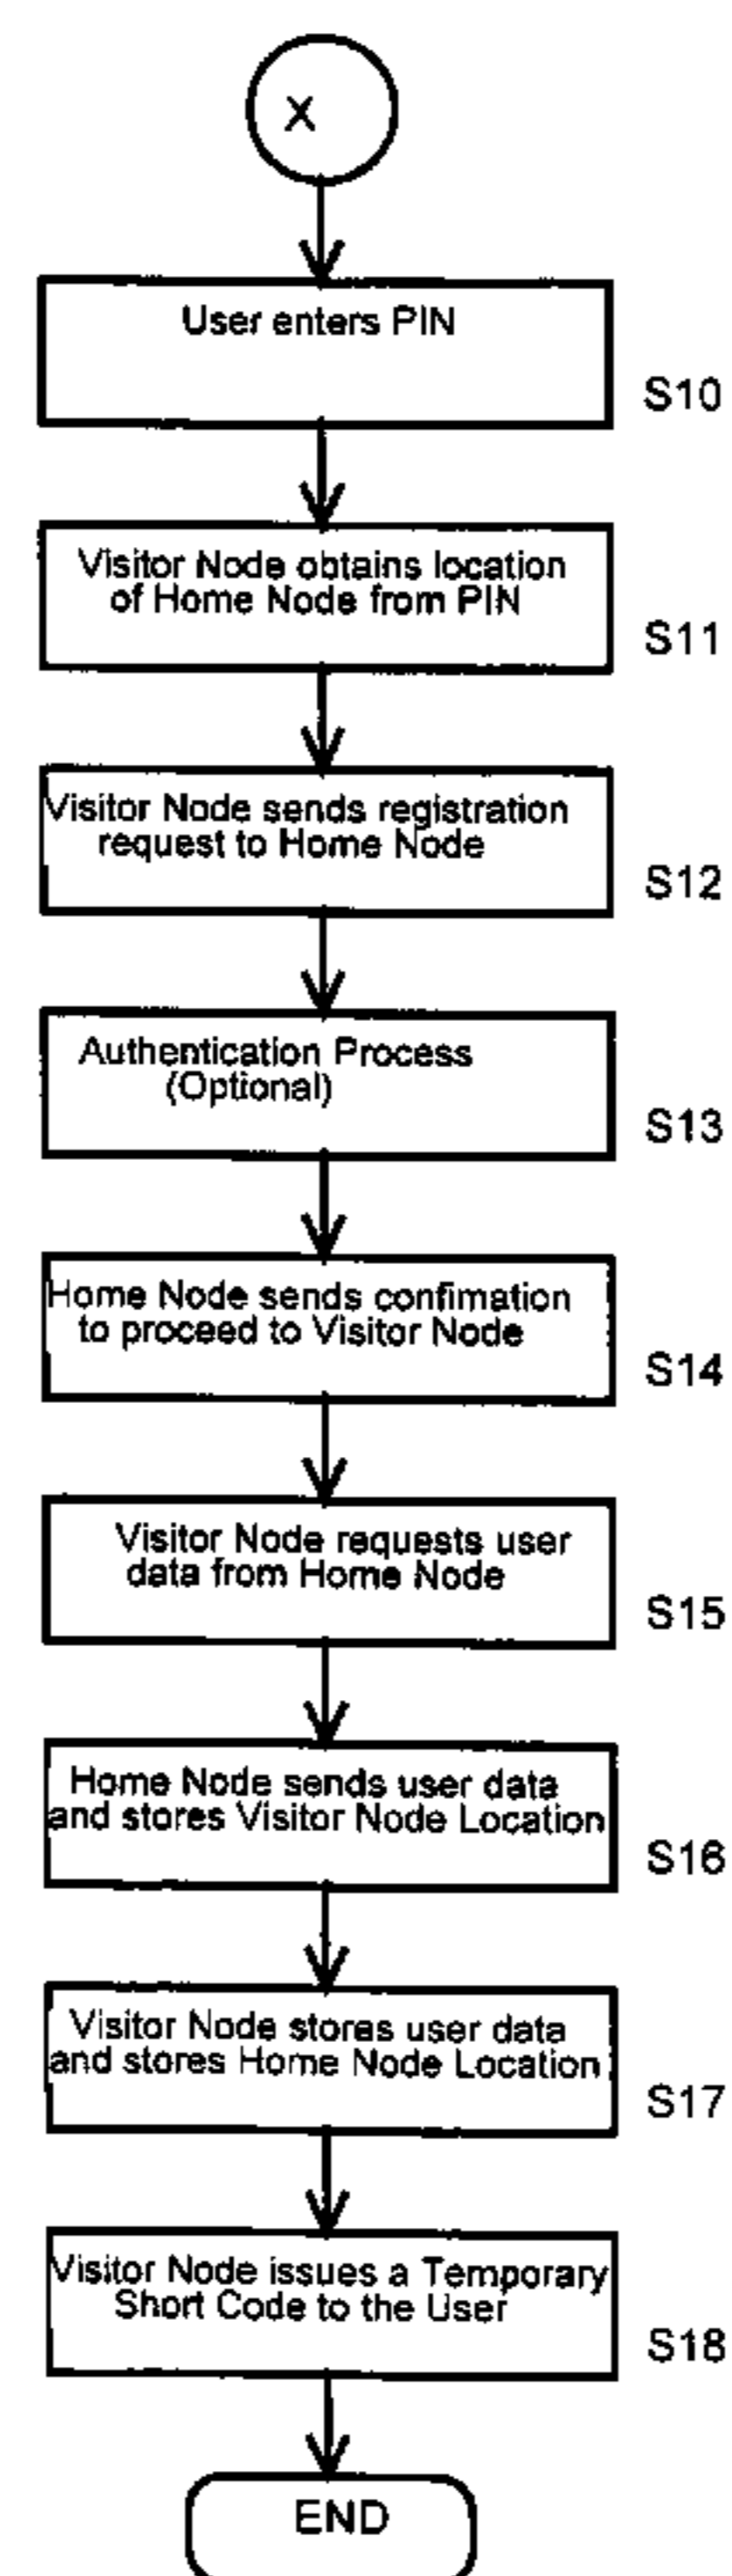 X
User enters PIN
S10
Visitor Node obtains location
of Home Node from PIN
S11
Visitor Node sends registration
request to Home Node
S12
Authentication Process
(Optional)
S13
Home Node sends confimation
to proceed to Visitor Node
S14
Visitor Node requests user
data from Home Node
S15
Home Node sends user data
and stores Visitor Node Location
S16
Visitor Node stores user data
and stores Home Node Location
S17
Visitor Node issues a Temporary
Short Code to the User
S18
END